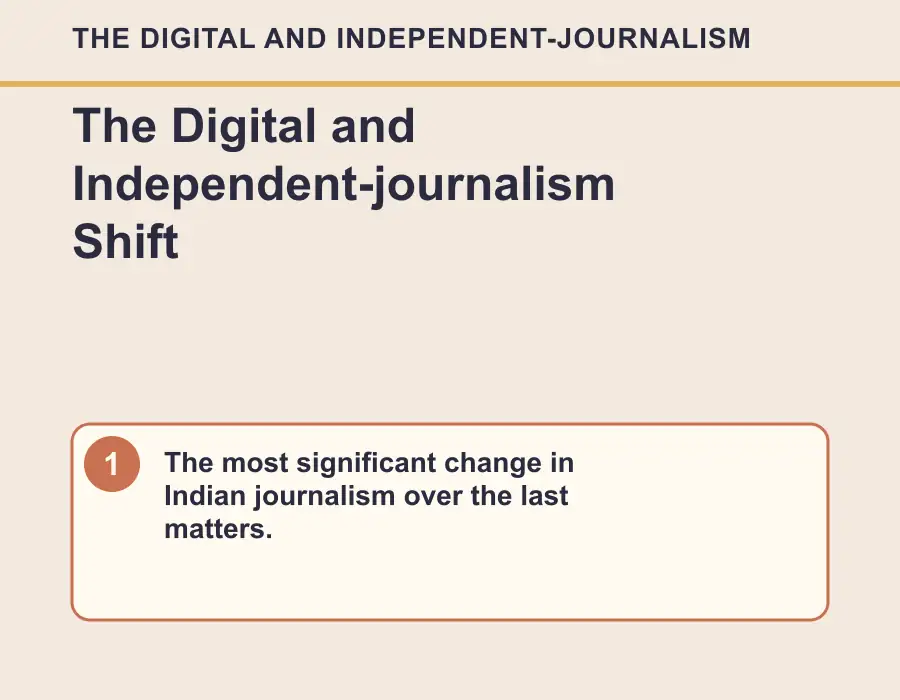 THE DIGITAL AND INDEPENDENT-JOURNALISM
The Digital and
Independent-journalism
Shift
1
The most significant change in
Indian journalism over the last
matters.